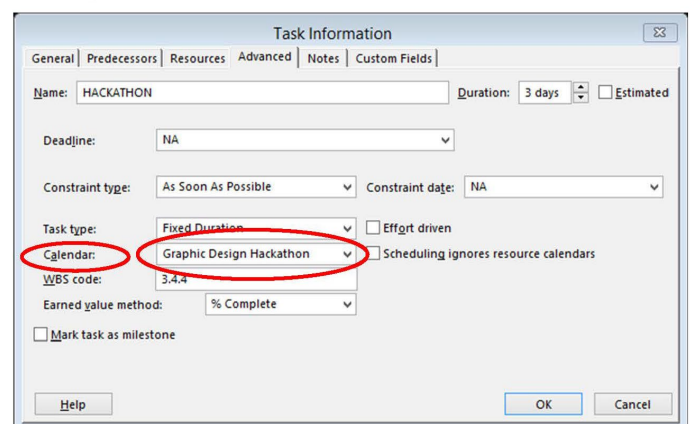 Task Information
General Predecessors Resources Advanced Notes Custom Fields
Name: HACKATHON Duration: 3 days Estimated
Deadline: NA
Constraint type: As Soon As Possible Constraint date: NA
Task type: Fixed Duration Effort driven
Calendar: Graphic Design Hackathon Scheduling ignores resource calendars
WBS code: 3.4.4
Earned value method: % Complete
Mark task as milestone
Help OK Cancel